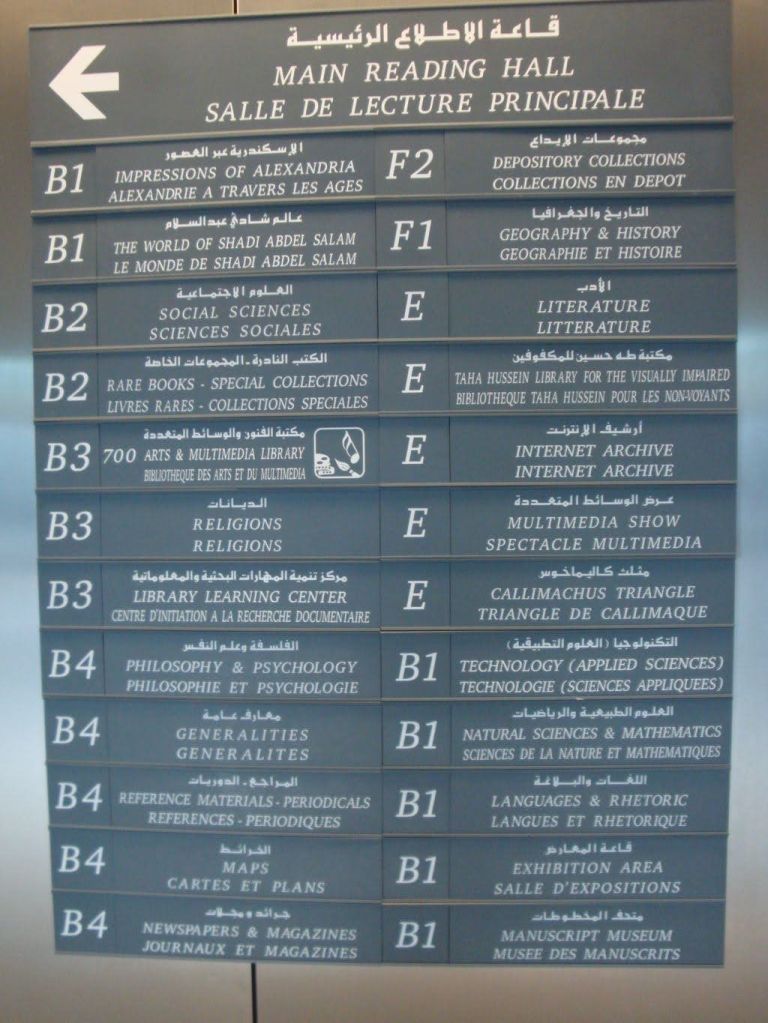 قاعة الاطلاع الرئيسية
MAIN READING HALL
SALLE DE LECTURE PRINCIPALE
B1
الإسكندرية عبر العصور
IMPRESSIONS OF ALEXANDRIA
ALEXANDRIE A TRAVERS LES AGES
B1
عالم شادي عبد السلام
THE WORLD OF SHADI ABDEL SALAM
LE MONDE DE SHADI ABDEL SALAM
B2
العلوم الاجتماعية
SOCIAL SCIENCES
SCIENCES SOCIALES
B2
الكتب النادرة - المجموعات الخاصة
RARE BOOKS - SPECIAL COLLECTIONS
LIVRES RARES - COLLECTIONS SPECIALES
B3
مكتبة الفنون والوسائط المتعددة
700 ARTS & MULTIMEDIA LIBRARY
BIBLIOTHEQUE DES ARTS ET DU MULTIMEDIA
B3
الديانات
RELIGIONS
RELIGIONS
B3
مركز تنمية المهارات البحثية والمعلوماتية
LIBRARY LEARNING CENTER
CENTRE D'INITIATION A LA RECHERCHE DOCUMENTAIRE
B4
الفلسفة وعلم النفس
PHILOSOPHY & PSYCHOLOGY
PHILOSOPHIE ET PSYCHOLOGIE
B4
معارف عامة
GENERALITIES
GENERALITES
B4
المراجع - الدوريات
REFERENCE MATERIALS - PERIODICALS
REFERENCES - PERIODIQUES
B4
الخرائط
MAPS
CARTES ET PLANS
B4
جرائد ومجلات
NEWSPAPERS & MAGAZINES
JOURNAUX ET MAGAZINES
F2
مجموعات الإيداع
DEPOSITORY COLLECTIONS
COLLECTIONS EN DEPOT
F1
التاريخ والجغرافيا
GEOGRAPHY & HISTORY
GEOGRAPHIE ET HISTOIRE
E
الأدب
LITERATURE
LITTERATURE
E
مكتبة طه حسين للمكفوفين
TAHA HUSSEIN LIBRARY FOR THE VISUALLY IMPAIRED
BIBLIOTHEQUE TAHA HUSSEIN POUR LES NON-VOYANTS
E
أرشيف الإنترنت
INTERNET ARCHIVE
INTERNET ARCHIVE
E
عرض الوسائط المتعددة
MULTIMEDIA SHOW
SPECTACLE MULTIMEDIA
E
مثلث كاليماخوس
CALLIMACHUS TRIANGLE
TRIANGLE DE CALLIMAQUE
B1
التكنولوجيا (العلوم التطبيقية)
TECHNOLOGY (APPLIED SCIENCES)
TECHNOLOGIE (SCIENCES APPLIQUEES)
B1
العلوم الطبيعية والرياضيات
NATURAL SCIENCES & MATHEMATICS
SCIENCES DE LA NATURE ET MATHEMATIQUES
B1
اللغات والبلاغة
LANGUAGES & RHETORIC
LANGUES ET RHETORIQUE
B1
قاعة المعارض
EXHIBITION AREA
SALLE D'EXPOSITIONS
B1
متحف المخطوطات
MANUSCRIPT MUSEUM
MUSEE DES MANUSCRITS